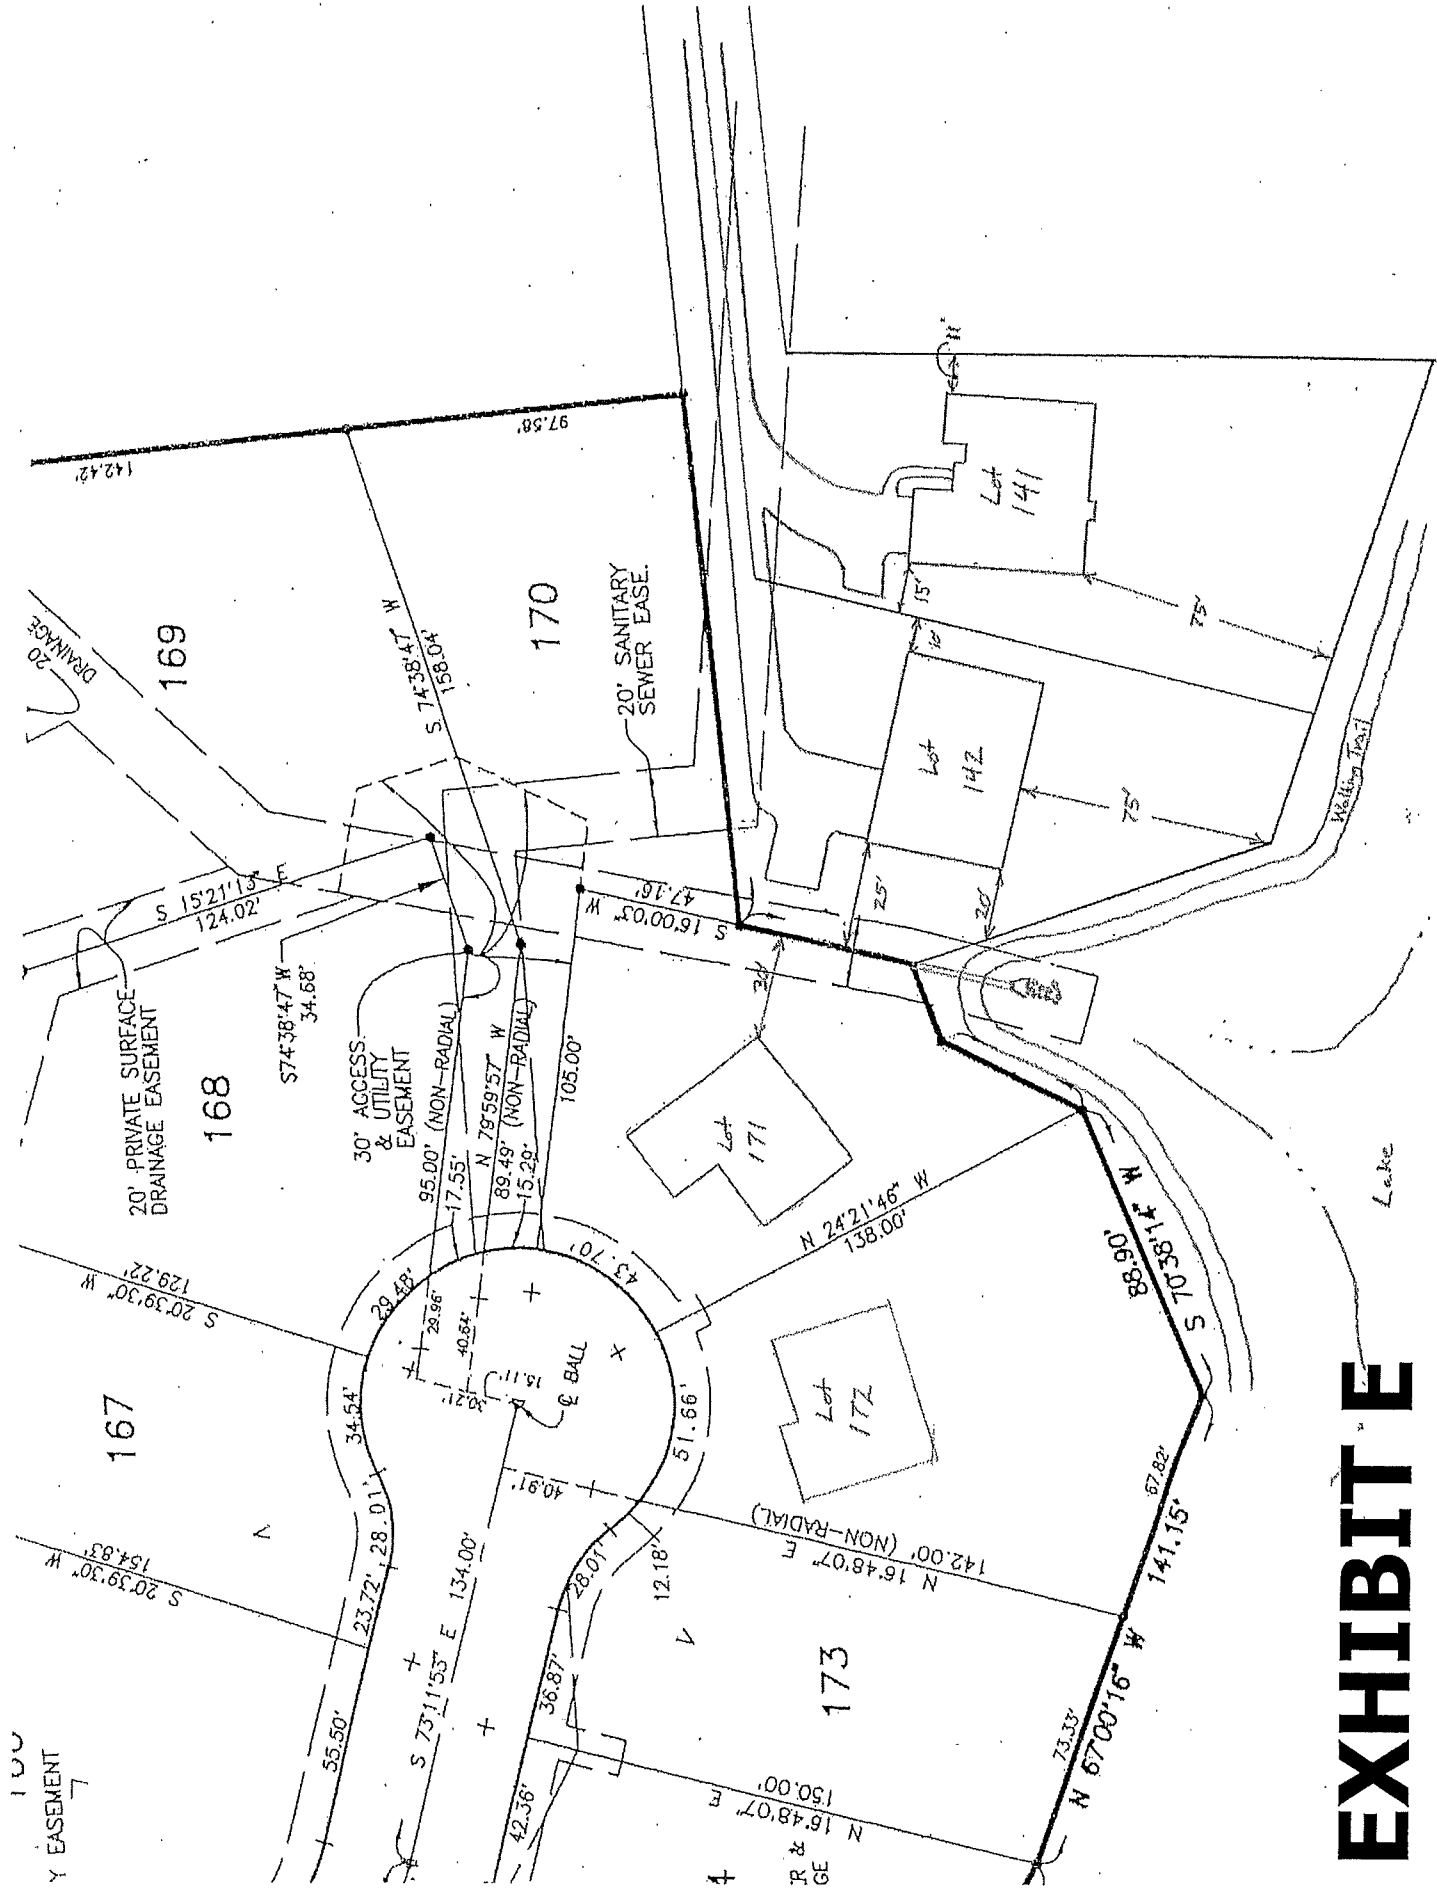 142.42'
97.58'
169
20'
DRAINAGE
S 74°38'47" W
158.04'
170
20' SANITARY
SEWER EASE.
S 15°21'13" E
124.02'
20' PRIVATE SURFACE
DRAINAGE EASEMENT
S74°38'47" W
34.68'
168
30' ACCESS
& UTILITY
EASEMENT
95.00' (NON-RADIAL)
17.55'
N 79°59'57" W
89.49' (NON-RADIAL)
15.29'
105.00'
S 16°00'03" W
47.16'
30'
25'
20'
11'
Lot
141
15'
10'
75'
Lot
142
75'
Walking Trail
Lot
171
N 24°21'46" W
138.00'
Lake
S 20°39'30" W
129.22'
29.48'
43.70'
29.96'
40.64'
15.11'
30.21'
℄ BALL
167
34.54'
51.66'
Lot
172
88.90'
S 70°38'14" W
S 20°39'30" W
154.83'
28.01'
23.72'
S 73°11'53" E 134.00'
40.91'
28.01'
12.18'
N 16°48'07" E
142.00' (NON-RADIAL)
67.82'
141.15'
36.87'
173
55.50'
42.36'
N 16°48'07" E
150.00'
73.33'
N 67°00'16" W
Y EASEMENT
R &
GE
EXHIBIT E